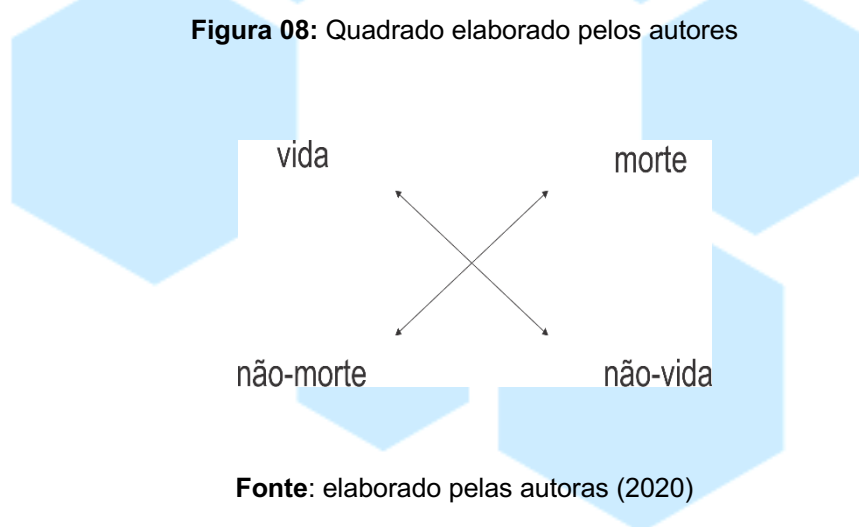 Figura 08: Quadrado elaborado pelos autores
vida
morte
não-morte
não-vida
Fonte: elaborado pelas autoras (2020)